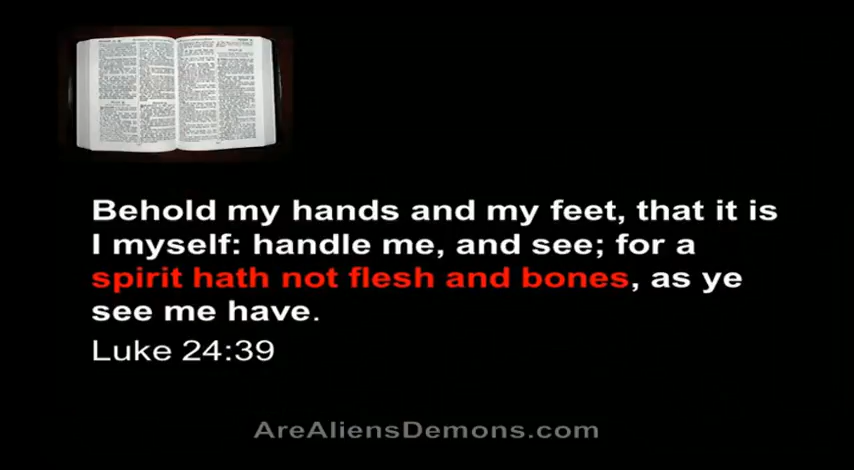 Behold my hands and my feet, that it is
I myself: handle me, and see; for a
spirit hath not flesh and bones, as ye
see me have.
Luke 24:39
AreAliensDemons.com